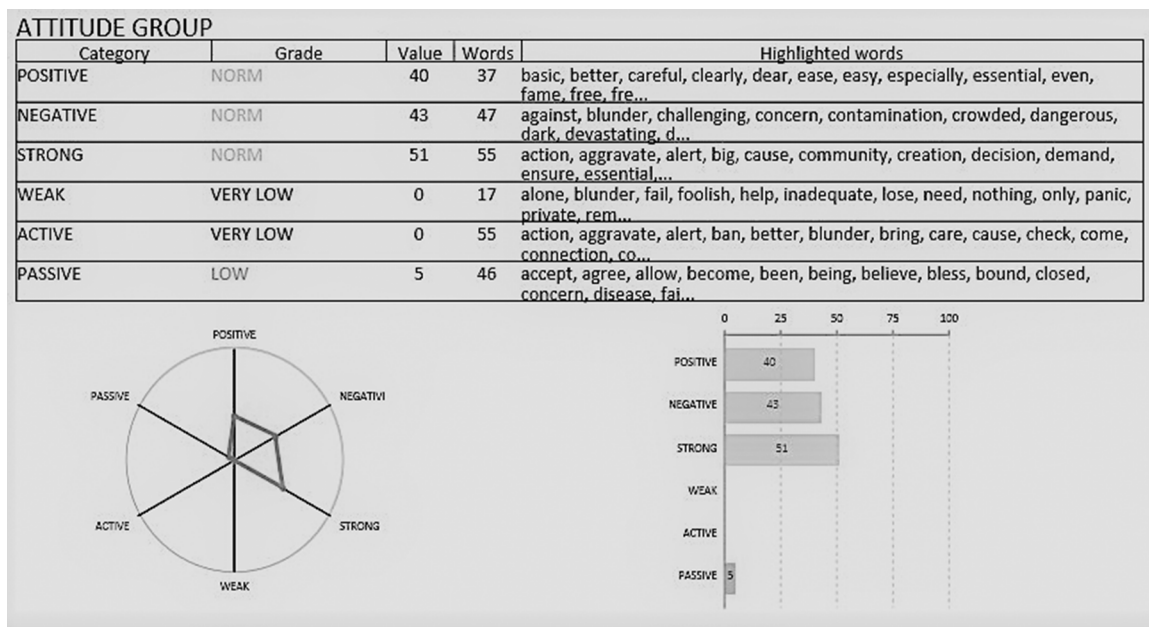 ATTITUDE GROUP
Category Grade Value Words Highlighted words
POSITIVE NORM 40 37 basic, better, careful, clearly, dear, ease, easy, especially, essential, even,
fame, free, fre...
NEGATIVE NORM 43 47 against, blunder, challenging, concern, contamination, crowded, dangerous,
dark, devastating, d...
STRONG NORM 51 55 action, aggravate, alert, big, cause, community, creation, decision, demand,
ensure, essential,...
WEAK VERY LOW 0 17 alone, blunder, fail, foolish, help, inadequate, lose, need, nothing, only, panic,
private, rem...
ACTIVE VERY LOW 0 55 action, aggravate, alert, ban, better, blunder, bring, care, cause, check, come,
connection, co...
PASSIVE LOW 5 46 accept, agree, allow, become, been, being, believe, bless, bound, closed,
concern, disease, fai...
POSITIVE
NEGATIVI
STRONG
WEAK
ACTIVE
PASSIVE
0 25 50 75 100
POSITIVE 40
NEGATIVE 43
STRONG 51
WEAK
ACTIVE
PASSIVE 5